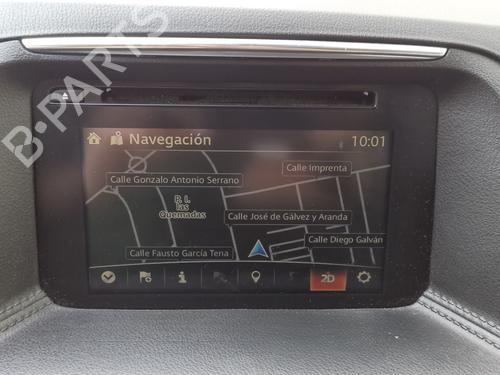 B-PARTS
Navegación 10:01
Calle Imprenta
Calle Gonzalo Antonio Serrano
P. I.
las
Quemadas
Calle José de Gálvez y Aranda
Calle Diego Galván
Calle Fausto García Tena
2D